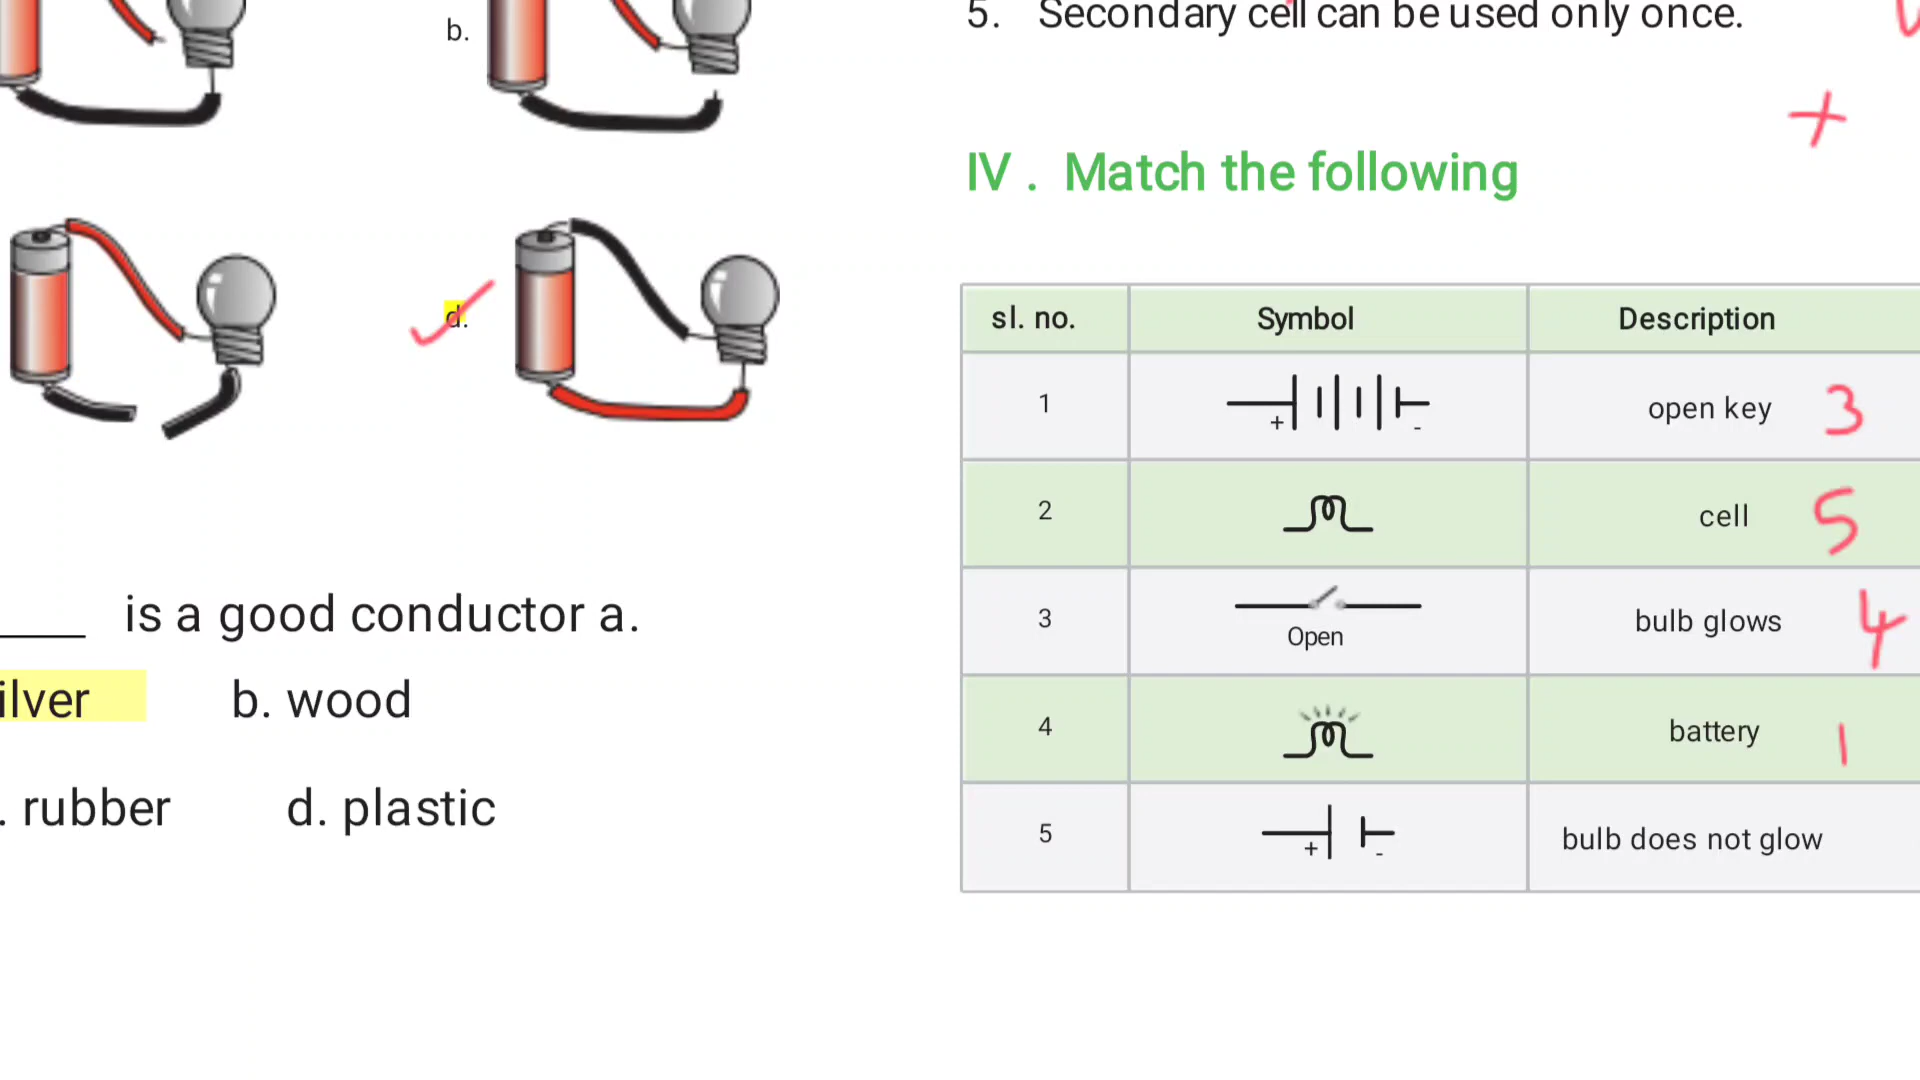 b.
d.
____ is a good conductor a.
ilver b. wood
. rubber d. plastic
5. Secondary cell can be used only once.
+
IV . Match the following
sl. no. Symbol Description
1 + - open key 3
2 cell 5
3 Open bulb glows 4
4 battery 1
5 + - bulb does not glow